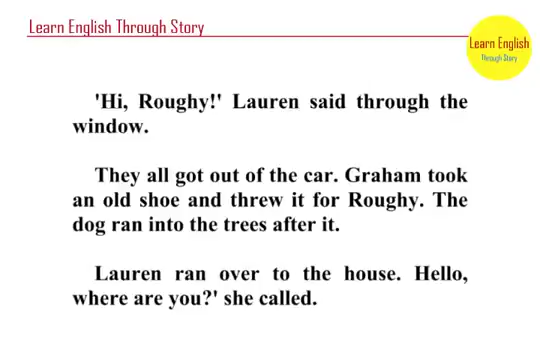 Learn English Through Story
Learn English
Through Story
'Hi, Roughy!' Lauren said through the
window.
They all got out of the car. Graham took
an old shoe and threw it for Roughy. The
dog ran into the trees after it.
Lauren ran over to the house. Hello,
where are you?' she called.